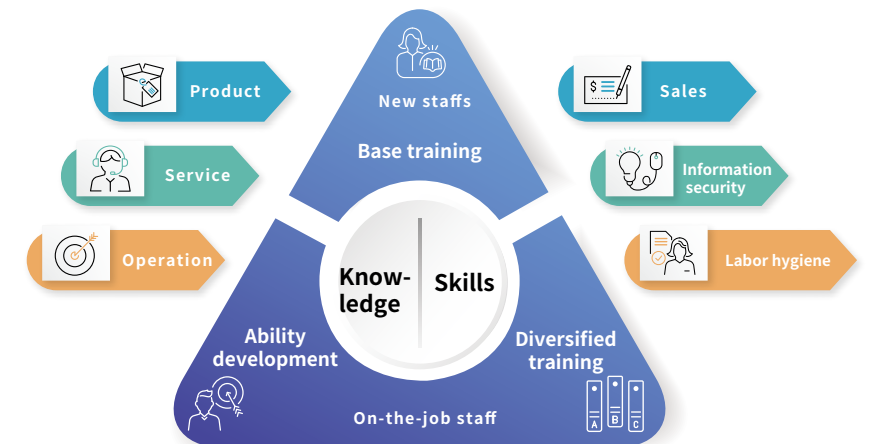 New staffs
Base training
Product
Service
Operation
Sales
Information
security
Labor hygiene
Know-
ledge
Skills
Ability
development
Diversified
training
On-the-job staff
$
A
B
C